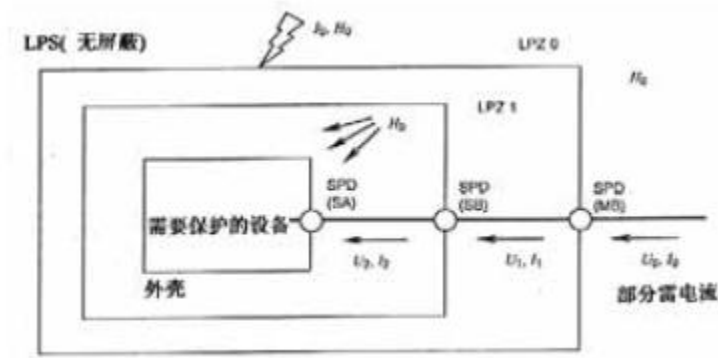 LPS( 无屏蔽)
I₀, H₀
LPZ 0
H₀
LPZ 1
H₀
SPD
(SA)
SPD
(SB)
SPD
(MB)
需要保护的设备
U₂, I₂
U₁, I₁
U₀, I₀
外壳
部分雷电流